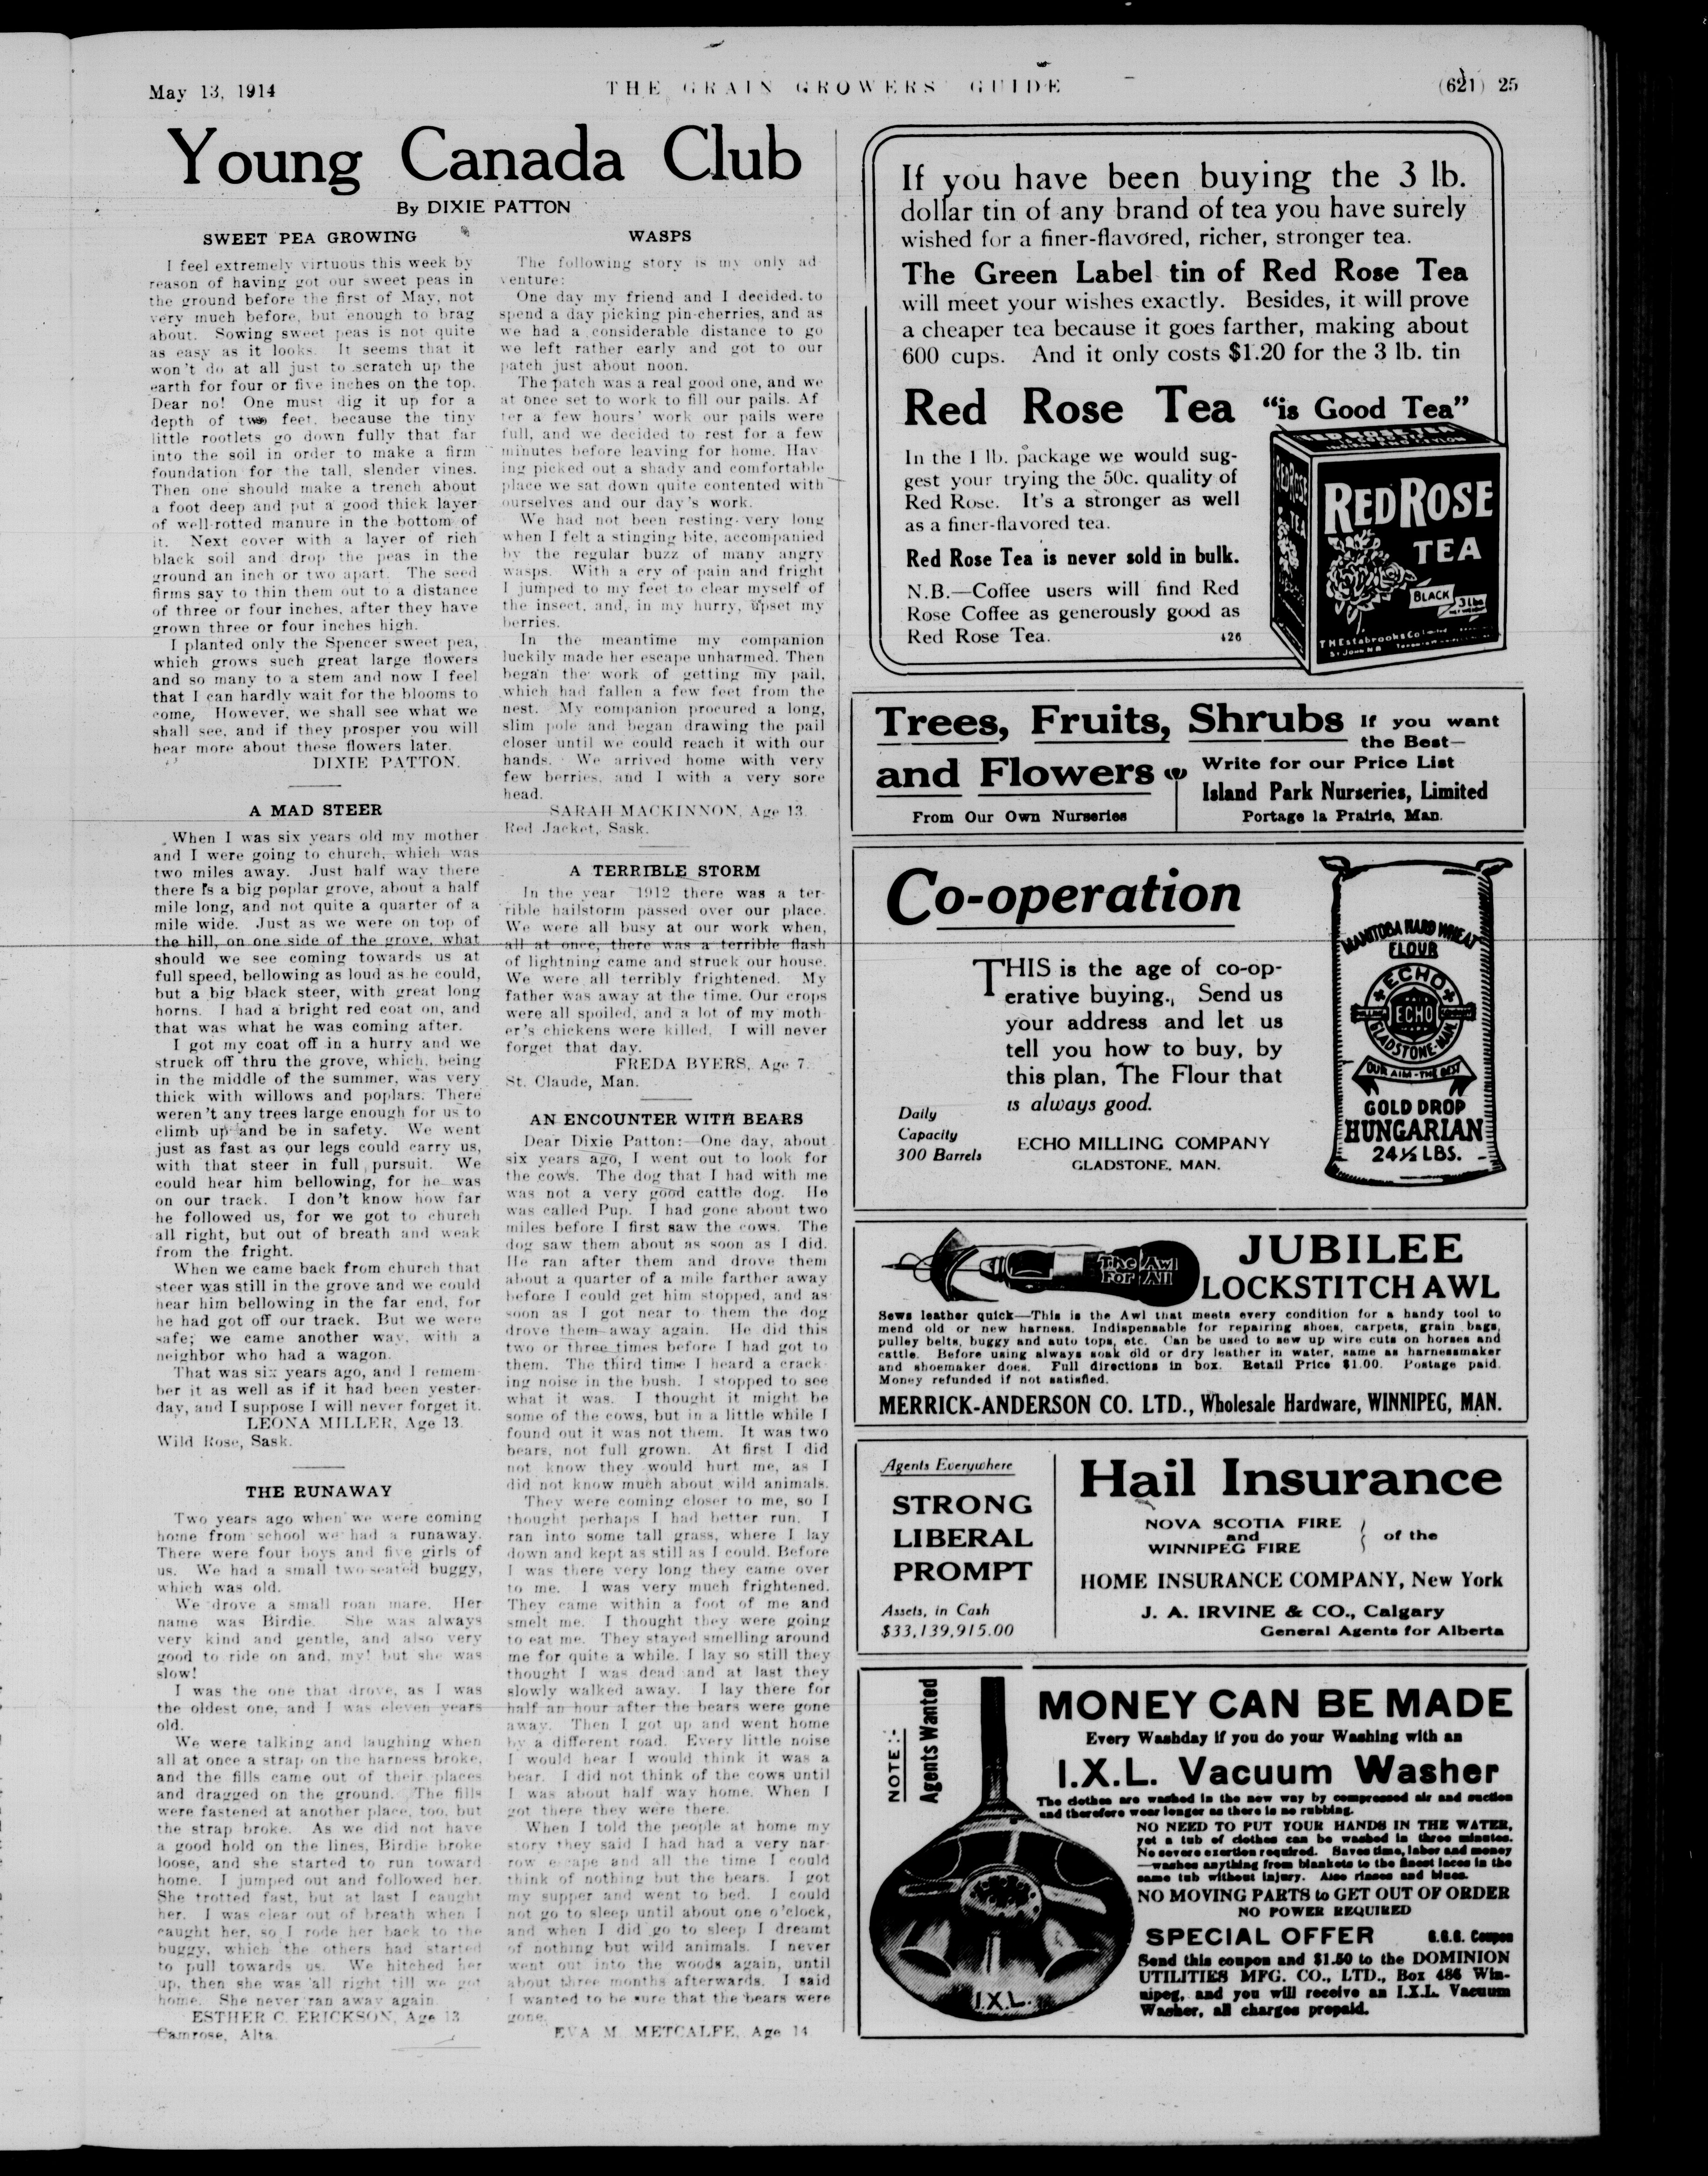 May 13, 1914
THE GRAIN GROWERS' GUIDE
(621) 25
Young Canada Club
By DIXIE PATTON
SWEET PEA GROWING
I feel extremely virtuous this week by
reason of having got our sweet peas in
the ground before the first of May, not
very much before, but enough to brag
about. Sowing sweet peas is not quite
as easy as it looks. It seems that it
won't do at all just to scratch up the
earth for four or five inches on the top.
Dear no! One must dig it up for a
depth of two feet, because the tiny
little rootlets go down fully that far
into the soil in order to make a firm
foundation for the tall, slender vines.
Then one should make a trench about
a foot deep and put a good thick layer
of well-rotted manure in the bottom of
it. Next cover with a layer of rich
black soil and drop the peas in the
ground an inch or two apart. The seed
firms say to thin them out to a distance
of three or four inches, after they have
grown three or four inches high.
I planted only the Spencer sweet pea,
which grows such great large flowers
and so many to a stem and now I feel
that I can hardly wait for the blooms to
come. However, we shall see what we
shall see, and if they prosper you will
hear more about these flowers later.
DIXIE PATTON.
A MAD STEER
When I was six years old my mother
and I were going to church, which was
two miles away. Just half way there
there is a big poplar grove, about a half
mile long, and not quite a quarter of a
mile wide. Just as we were on top of
the hill, on one side of the grove, what
should we see coming towards us at
full speed, bellowing as loud as he could,
but a big black steer, with great long
horns. I had a bright red coat on, and
that was what he was coming after.
I got my coat off in a hurry and we
struck off thru the grove, which, being
in the middle of the summer, was very
thick with willows and poplars. There
weren't any trees large enough for us to
climb up and be in safety. We went
just as fast as our legs could carry us,
with that steer in full pursuit. We
could hear him bellowing, for he was
on our track. I don't know how far
he followed us, for we got to church
all right, but out of breath and weak
from the fright.
When we came back from church that
steer was still in the grove and we could
hear him bellowing in the far end, for
he had got off our track. But we were
safe; we came another way, with a
neighbor who had a wagon.
That was six years ago, and I remem-
ber it as well as if it had been yester-
day, and I suppose I will never forget it.
LEONA MILLER, Age 13.
Wild Rose, Sask.
THE RUNAWAY
Two years ago when we were coming
home from school we had a runaway.
There were four boys and five girls of
us. We had a small two-seated buggy,
which was old.
We drove a small roan mare. Her
name was Birdie. She was always
very kind and gentle, and also very
good to ride on and, my! but she was
slow!
I was the one that drove, as I was
the oldest one, and I was eleven years
old.
We were talking and laughing when
all at once a strap on the harness broke,
and the fills came out of their places
and dragged on the ground. The fills
were fastened at another place, too, but
the strap broke. As we did not have
a good hold on the lines, Birdie broke
loose, and she started to run toward
home. I jumped out and followed her.
She trotted fast, but at last I caught
her. I was clear out of breath when I
caught her, so I rode her back to the
buggy, which the others had started
to pull towards us. We hitched her
up, then she was all right till we got
home. She never ran away again.
ESTHER C. ERICKSON, Age 13
Camrose, Alta.
WASPS
The following story is my only ad-
venture:
One day my friend and I decided to
spend a day picking pin-cherries, and as
we had a considerable distance to go
we left rather early and got to our
patch just about noon.
The patch was a real good one, and we
at once set to work to fill our pails. Af-
ter a few hours' work our pails were
full, and we decided to rest for a few
minutes before leaving for home. Hav-
ing picked out a shady and comfortable
place we sat down quite contented with
ourselves and our day's work.
We had not been resting very long
when I felt a stinging bite, accompanied
by the regular buzz of many angry
wasps. With a cry of pain and fright
I jumped to my feet to clear myself of
the insect, and, in my hurry, upset my
berries.
In the meantime my companion
luckily made her escape unharmed. Then
began the work of getting my pail,
which had fallen a few feet from the
nest. My companion procured a long,
slim pole and began drawing the pail
closer until we could reach it with our
hands. We arrived home with very
few berries, and I with a very sore
head.
SARAH MACKINNON, Age 13.
Red Jacket, Sask.
A TERRIBLE STORM
In the year 1912 there was a ter-
rible hailstorm passed over our place.
We were all busy at our work when,
all at once, there was a terrible flash
of lightning came and struck our house.
We were all terribly frightened. My
father was away at the time. Our crops
were all spoiled, and a lot of my moth-
er's chickens were killed. I will never
forget that day.
FREDA BYERS, Age 7.
St. Claude, Man.
AN ENCOUNTER WITH BEARS
Dear Dixie Patton:—One day, about
six years ago, I went out to look for
the cows. The dog that I had with me
was not a very good cattle dog. He
was called Pup. I had gone about two
miles before I first saw the cows. The
dog saw them about as soon as I did.
He ran after them and drove them
about a quarter of a mile farther away
before I could get him stopped, and as
soon as I got near to them the dog
drove them away again. He did this
two or three times before I had got to
them. The third time I heard a crack-
ing noise in the bush. I stopped to see
what it was. I thought it might be
some of the cows, but in a little while I
found out it was not them. It was two
bears, not full grown. At first I did
not know they would hurt me, as I
did not know much about wild animals.
They were coming closer to me, so I
thought perhaps I had better run. I
ran into some tall grass, where I lay
down and kept as still as I could. Before
I was there very long they came over
to me. I was very much frightened.
They came within a foot of me and
smelt me. I thought they were going
to eat me. They stayed smelling around
me for quite a while. I lay so still they
thought I was dead and at last they
slowly walked away. I lay there for
half an hour after the bears were gone
away. Then I got up and went home
by a different road. Every little noise
I would hear I would think it was a
bear. I did not think of the cows until
I was about half way home. When I
got there they were there.
When I told the people at home my
story they said I had had a very nar-
row escape and all the time I could
think of nothing but the bears. I got
my supper and went to bed. I could
not go to sleep until about one o'clock,
and when I did go to sleep I dreamt
of nothing but wild animals. I never
went out into the woods again, until
about three months afterwards. I said
I wanted to be sure that the bears were
gone.
EVA M. METCALFE, Age 14
If you have been buying the 3 lb.
dollar tin of any brand of tea you have surely
wished for a finer-flavored, richer, stronger tea.
The Green Label tin of Red Rose Tea
will meet your wishes exactly. Besides, it will prove
a cheaper tea because it goes farther, making about
600 cups. And it only costs $1.20 for the 3 lb. tin
Red Rose Tea "is Good Tea"
In the 1 lb. package we would sug-
gest your trying the 50c. quality of
Red Rose. It's a stronger as well
as a finer-flavored tea.
Red Rose Tea is never sold in bulk.
N.B.—Coffee users will find Red
Rose Coffee as generously good as
Red Rose Tea.
426
RED ROSE TEA
RED ROSE
TEA
RED ROSE
TEA
BLACK
3 Lbs
T.H. Estabrooks Co Limited
St John NB
Trees, Fruits, Shrubs
and Flowers
From Our Own Nurseries
If you want
the Best—
Write for our Price List
Island Park Nurseries, Limited
Portage la Prairie, Man.
Co-operation
THIS is the age of co-op-
erative buying. Send us
your address and let us
tell you how to buy, by
this plan, The Flour that
is always good.
Daily
Capacity
300 Barrels
ECHO MILLING COMPANY
GLADSTONE, MAN.
MANITOBA HARD WHEAT
FLOUR
ECHO
ECHO
GLADSTONE-MAN.
OUR AIM-THE BEST
GOLD DROP
HUNGARIAN
24½ LBS.
The Awl
For All
JUBILEE
LOCKSTITCH AWL
Sews leather quick—This is the Awl that meets every condition for a handy tool to
mend old or new harness. Indispensable for repairing shoes, carpets, grain bags,
pulley belts, buggy and auto tops, etc. Can be used to sew up wire cuts on horses and
cattle. Before using always soak old or dry leather in water, same as harnessmaker
and shoemaker does. Full directions in box. Retail Price $1.00. Postage paid.
Money refunded if not satisfied.
MERRICK-ANDERSON CO. LTD., Wholesale Hardware, WINNIPEG, MAN.
Agents Everywhere
STRONG
LIBERAL
PROMPT
Assets, in Cash
$33,139,915.00
Hail Insurance
NOVA SCOTIA FIRE
and
WINNIPEG FIRE
of the
HOME INSURANCE COMPANY, New York
J. A. IRVINE & CO., Calgary
General Agents for Alberta
NOTE:-
Agents Wanted
I.X.L.
MONEY CAN BE MADE
Every Washday if you do your Washing with an
I.X.L. Vacuum Washer
The clothes are washed in the new way by compressed air and suction
and therefore wear longer as there is no rubbing.
NO NEED TO PUT YOUR HANDS IN THE WATER,
yet a tub of clothes can be washed in three minutes.
No severe exertion required. Saves time, labor and money
—washes anything from blankets to the finest laces in the
same tub without injury. Also rinses and blues.
NO MOVING PARTS to GET OUT OF ORDER
NO POWER REQUIRED
SPECIAL OFFER
G.G.G. Coupon
Send this coupon and $1.50 to the DOMINION
UTILITIES MFG. CO., LTD., Box 486 Win-
nipeg, and you will receive an I.X.L. Vacuum
Washer, all charges prepaid.